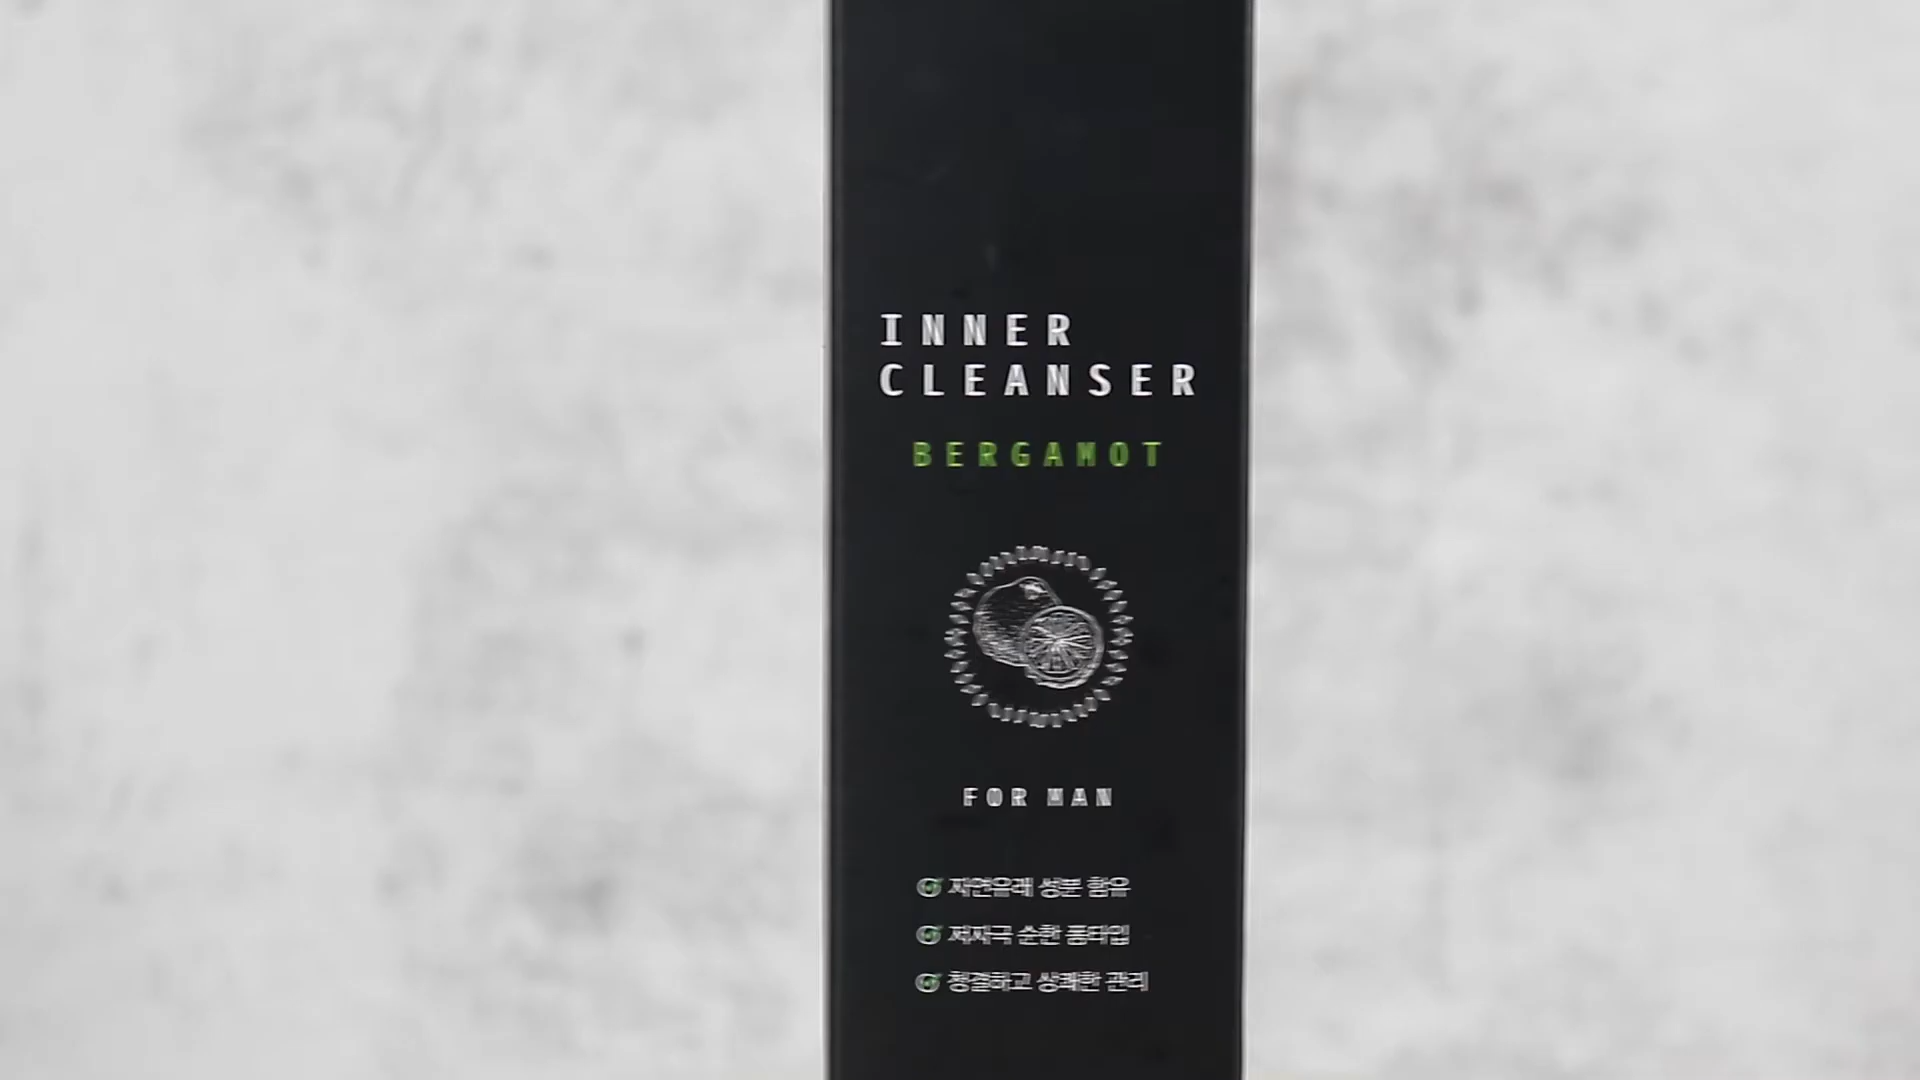 INNER
CLEANSER
BERGAMOT
FOR MAN
자연유래 성분 함유
저자극 순한 폼타입
청결하고 상쾌한 관리